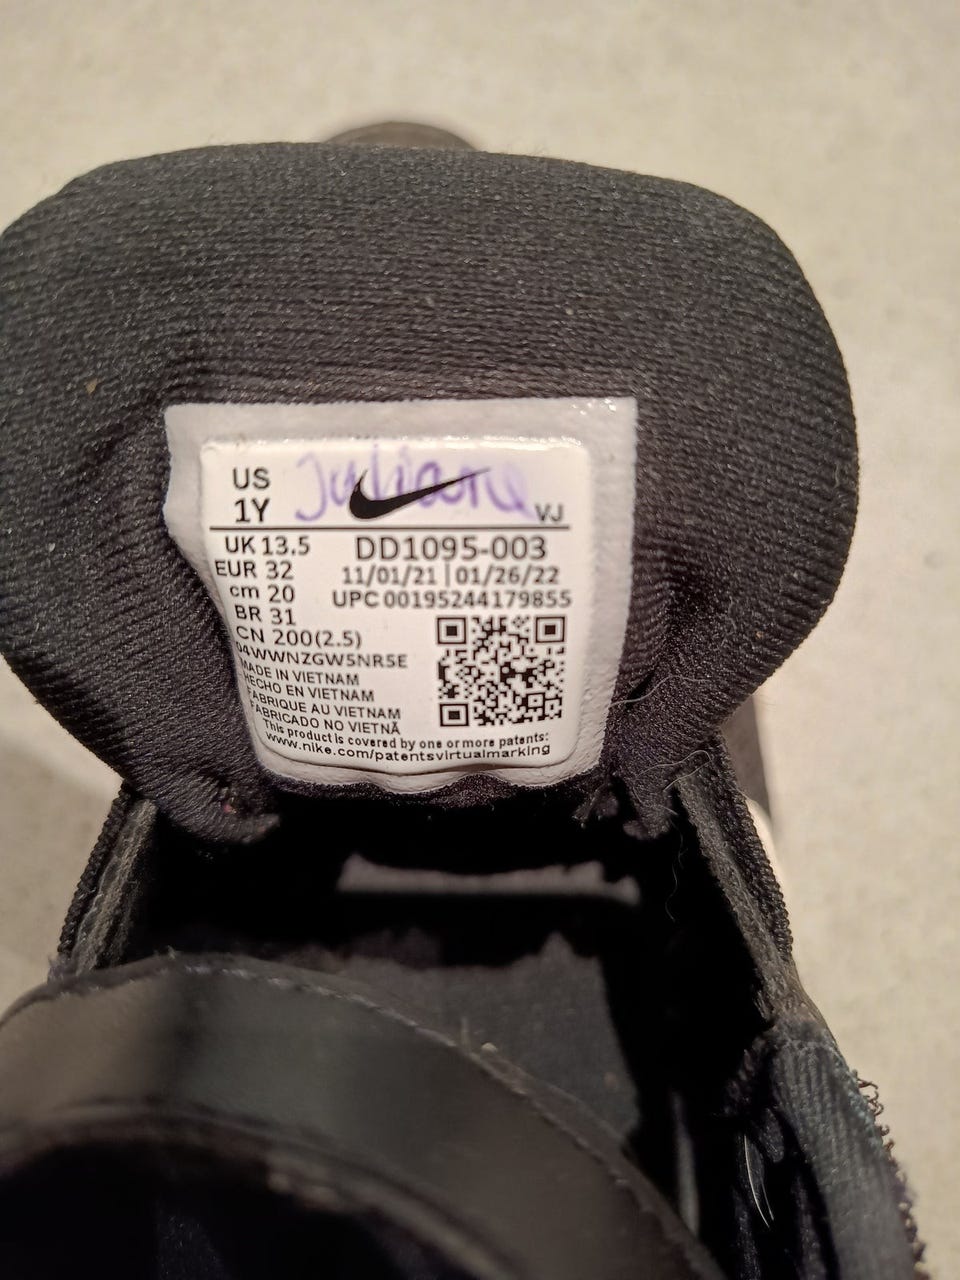 US
1Y
Juliana
VJ
UK 13.5
EUR 32
cm 20
BR 31
CN 200(2.5)
04WWNZGW5NR5E
MADE IN VIETNAM
HECHO EN VIETNAM
FABRIQUE AU VIETNAM
FABRICADO NO VIETNÃ
DD1095-003
11/01/21 | 01/26/22
UPC 00195244179855
This product is covered by one or more patents:
www.nike.com/patentsvirtualmarking